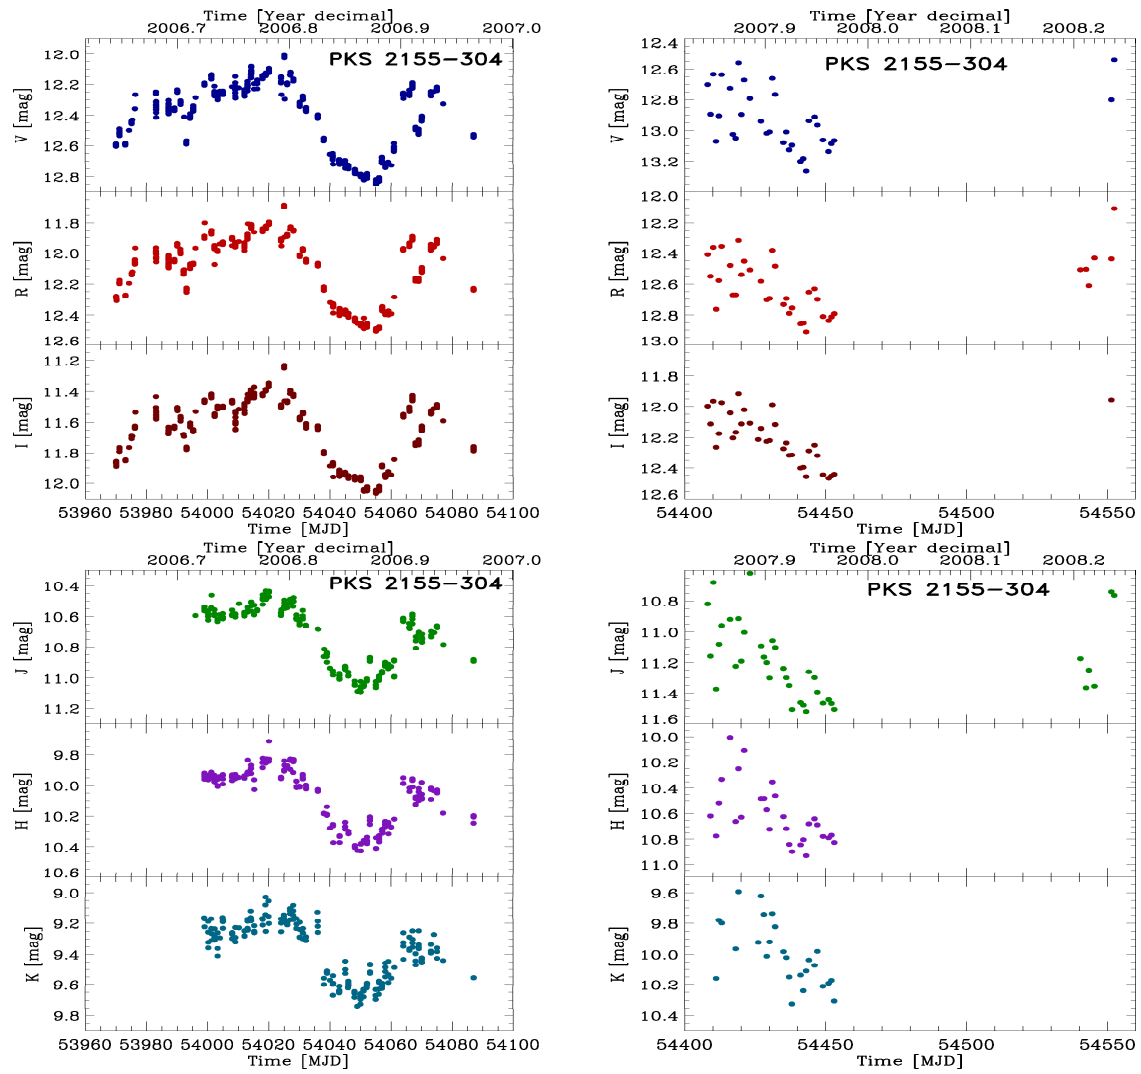 Time [Year decimal]
2006.7 2006.8 2006.9 2007.0
PKS 2155−304
V [mag]
12.0
12.2
12.4
12.6
12.8
R [mag]
11.8
12.0
12.2
12.4
12.6
I [mag]
11.2
11.4
11.6
11.8
12.0
53960 53980 54000 54020 54040 54060 54080 54100
Time [MJD]
Time [Year decimal]
2007.9 2008.0 2008.1 2008.2
PKS 2155−304
V [mag]
12.4
12.6
12.8
13.0
13.2
R [mag]
12.0
12.2
12.4
12.6
12.8
13.0
I [mag]
11.8
12.0
12.2
12.4
12.6
54400 54450 54500 54550
Time [MJD]
Time [Year decimal]
2006.7 2006.8 2006.9 2007.0
PKS 2155−304
J [mag]
10.4
10.6
10.8
11.0
11.2
H [mag]
9.8
10.0
10.2
10.4
10.6
K [mag]
9.0
9.2
9.4
9.6
9.8
53960 53980 54000 54020 54040 54060 54080 54100
Time [MJD]
Time [Year decimal]
2007.9 2008.0 2008.1 2008.2
PKS 2155−304
J [mag]
10.8
11.0
11.2
11.4
11.6
H [mag]
10.0
10.2
10.4
10.6
10.8
11.0
K [mag]
9.6
9.8
10.0
10.2
10.4
54400 54450 54500 54550
Time [MJD]